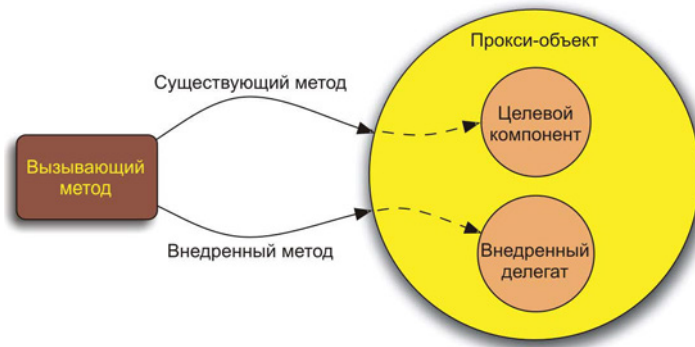 Прокси-объект
Существующий метод
Целевой
компонент
Вызывающий
метод
Внедренный метод
Внедренный
делегат